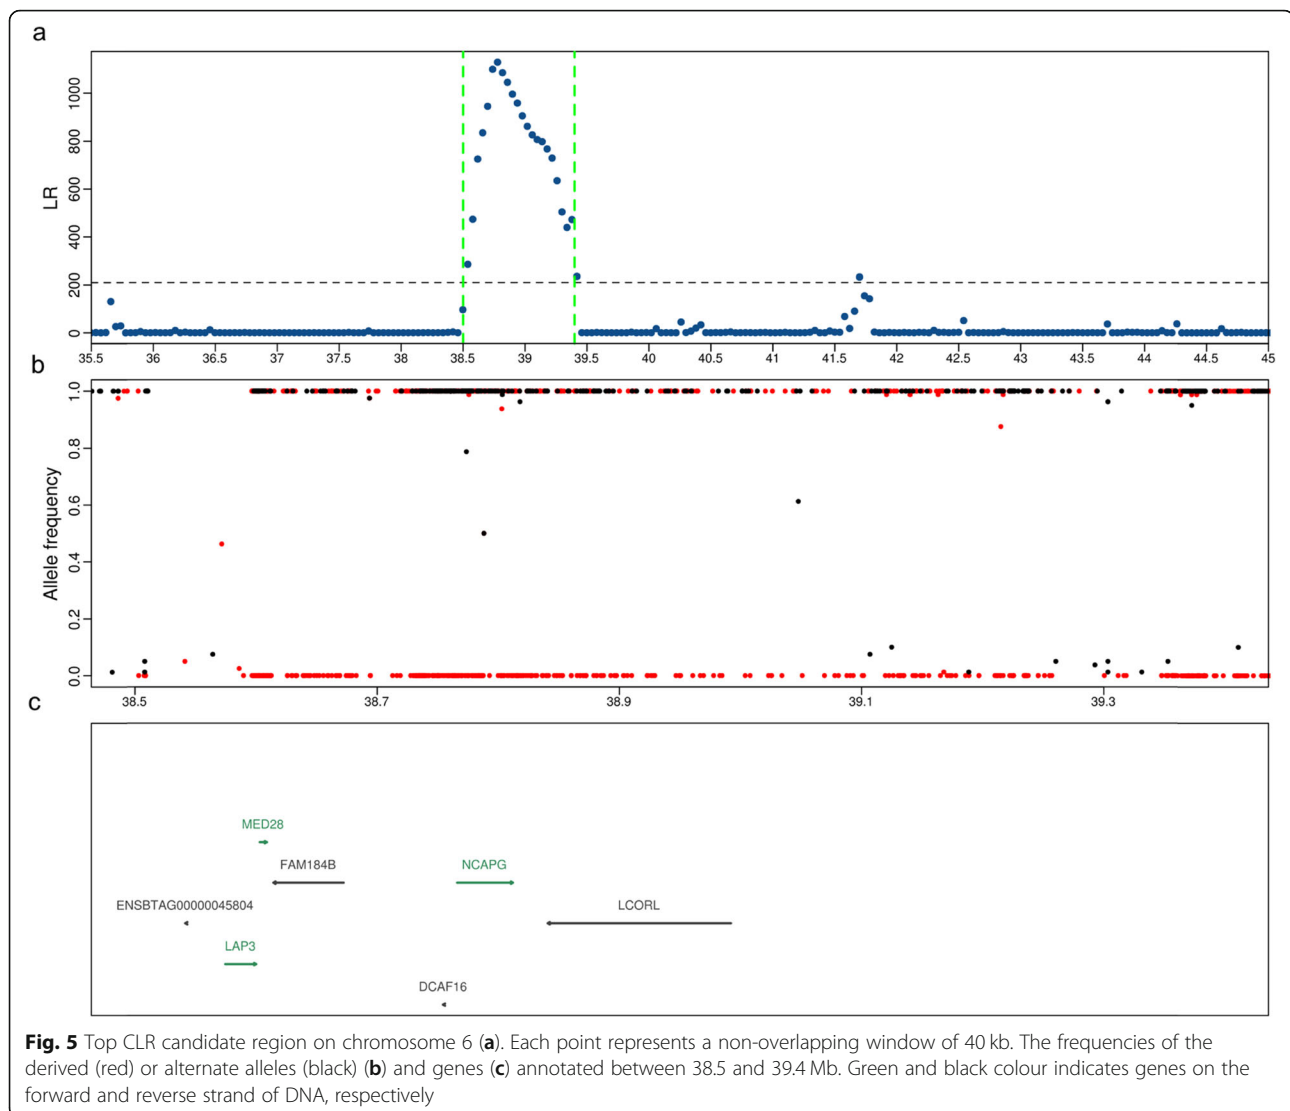 a
LR
0
200
400
600
800
1000
35.5 36 36.5 37 37.5 38 38.5 39 39.5 40 40.5 41 41.5 42 42.5 43 43.5 44 44.5 45
b
Allele frequency
0.0
0.2
0.4
0.6
0.8
1.0
38.5 38.7 38.9 39.1 39.3
c
MED28
FAM184B
NCAPG
ENSBTAG00000045804
LCORL
LAP3
DCAF16
Fig. 5 Top CLR candidate region on chromosome 6 (a). Each point represents a non-overlapping window of 40 kb. The frequencies of the
derived (red) or alternate alleles (black) (b) and genes (c) annotated between 38.5 and 39.4 Mb. Green and black colour indicates genes on the
forward and reverse strand of DNA, respectively